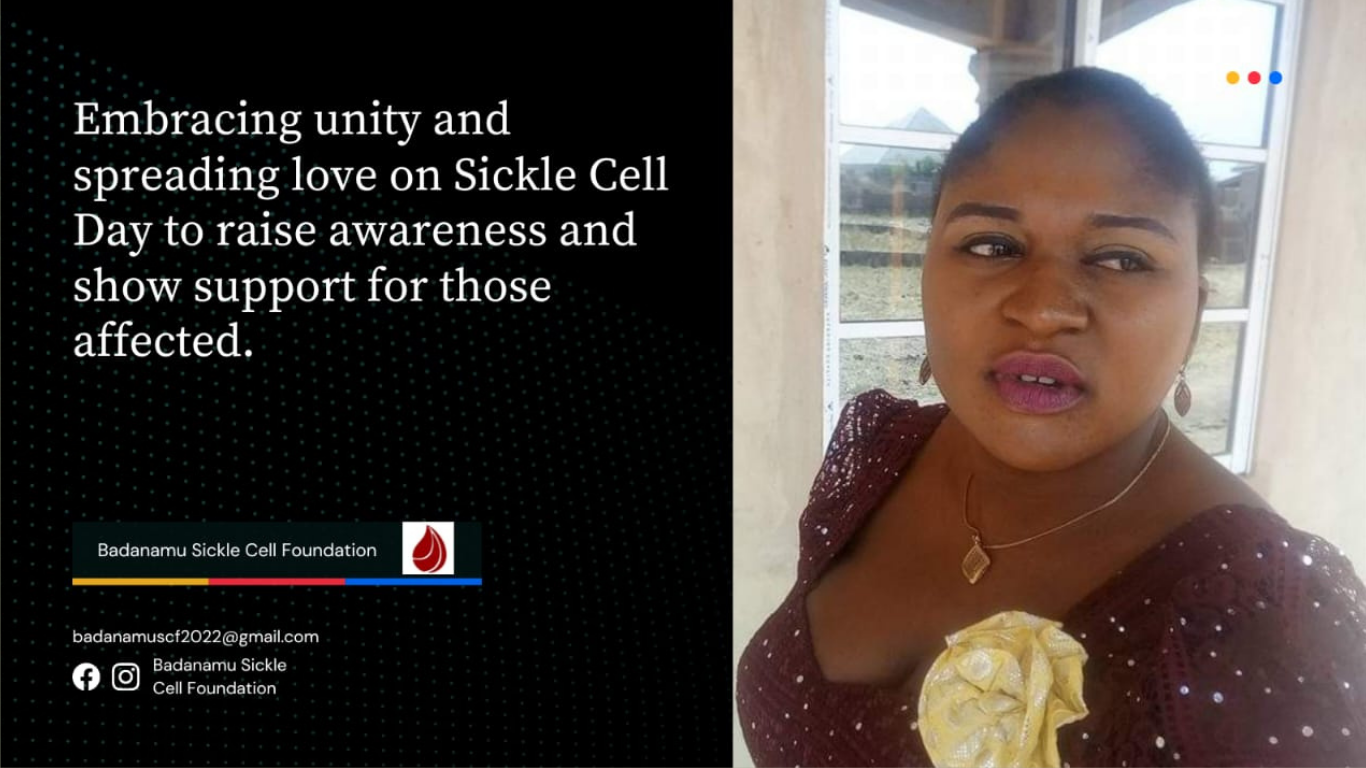 Embracing unity and
spreading love on Sickle Cell
Day to raise awareness and
show support for those
affected.
Badanamu Sickle Cell Foundation
badanamuscf2022@gmail.com
Badanamu Sickle
Cell Foundation